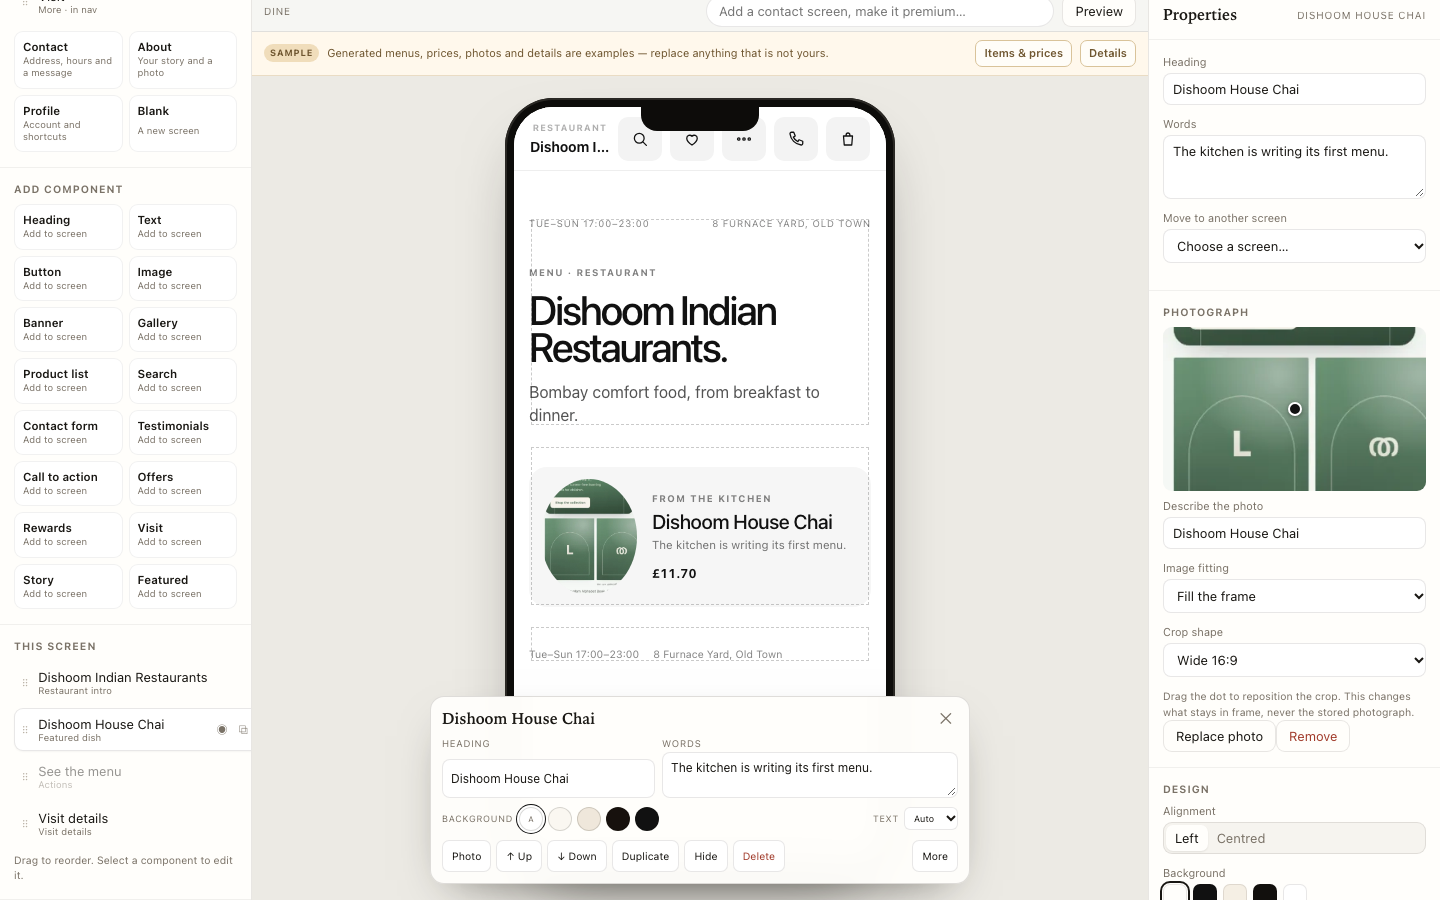 More · in nav
Contact
Address, hours and
a message
About
Your story and a
photo
Profile
Account and
shortcuts
Blank
A new screen
ADD COMPONENT
Heading
Add to screen
Text
Add to screen
Button
Add to screen
Image
Add to screen
Banner
Add to screen
Gallery
Add to screen
Product list
Add to screen
Search
Add to screen
Contact form
Add to screen
Testimonials
Add to screen
Call to action
Add to screen
Offers
Add to screen
Rewards
Add to screen
Visit
Add to screen
Story
Add to screen
Featured
Add to screen
THIS SCREEN
Dishoom Indian Restaurants
Restaurant intro
Dishoom House Chai
Featured dish
See the menu
Actions
Visit details
Visit details
Drag to reorder. Select a component to edit
it.
DINE
Add a contact screen, make it premium...
Preview
SAMPLE
Generated menus, prices, photos and details are examples — replace anything that is not yours.
Items & prices
Details
RESTAURANT
Dishoom I...
TUE–SUN 17:00–23:00
8 FURNACE YARD, OLD TOWN
MENU · RESTAURANT
Dishoom Indian
Restaurants.
Bombay comfort food, from breakfast to
dinner.
L
FROM THE KITCHEN
Dishoom House Chai
The kitchen is writing its first menu.
£11.70
Tue–Sun 17:00–23:00
8 Furnace Yard, Old Town
Dishoom House Chai
HEADING
Dishoom House Chai
WORDS
The kitchen is writing its first menu.
BACKGROUND
A
TEXT
Auto
Photo
↑ Up
↓ Down
Duplicate
Hide
Delete
More
Properties
DISHOOM HOUSE CHAI
Heading
Dishoom House Chai
Words
The kitchen is writing its first menu.
Move to another screen
Choose a screen...
PHOTOGRAPH
L
Describe the photo
Dishoom House Chai
Image fitting
Fill the frame
Crop shape
Wide 16:9
Drag the dot to reposition the crop. This changes
what stays in frame, never the stored photograph.
Replace photo
Remove
DESIGN
Alignment
Left
Centred
Background